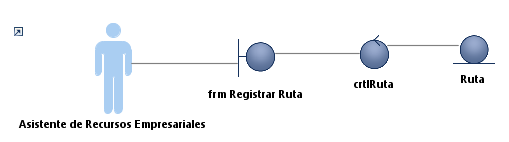 frm Registrar Ruta
crtlRuta
Ruta
Asistente de Recursos Empresariales